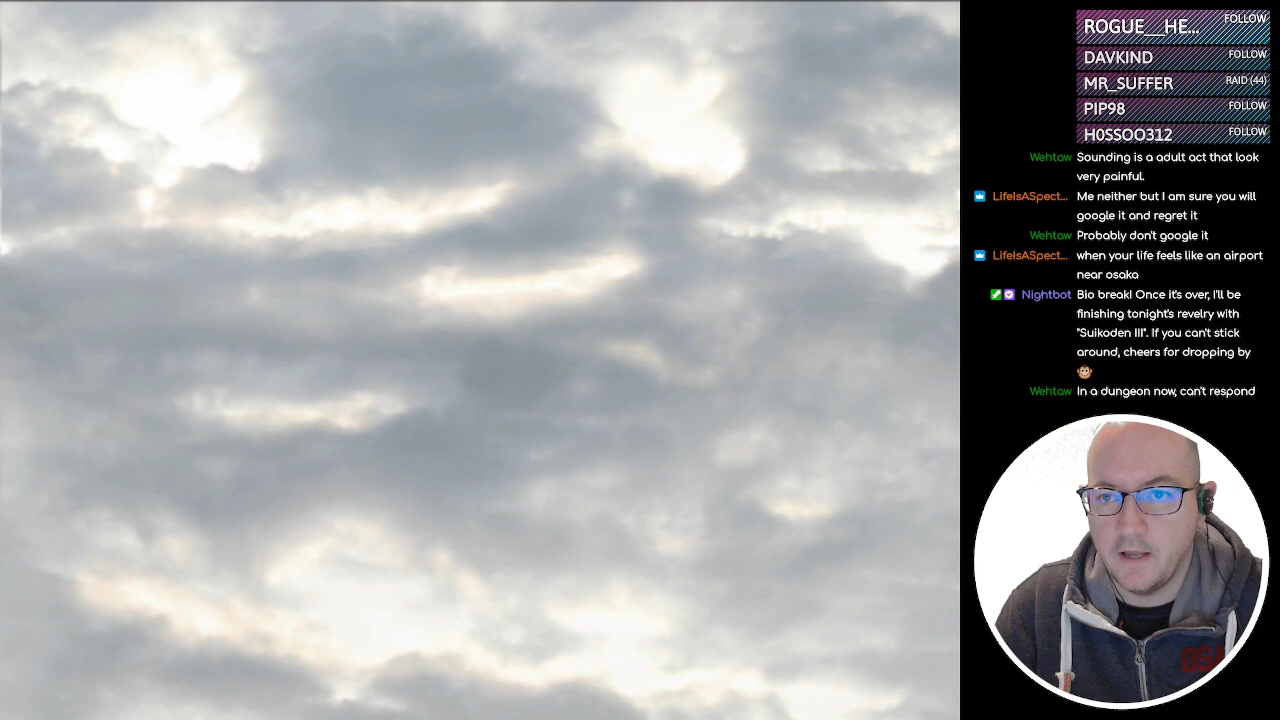 ROGUE__HE... FOLLOW
DAVKIND FOLLOW
MR_SUFFER RAID (44)
PIP98 FOLLOW
H0SSOO312 FOLLOW
Wehtaw Sounding is a adult act that look
very painful.
LifeIsASpect... Me neither but I am sure you will
google it and regret it
Wehtaw Probably don't google it
LifeIsASpect... when your life feels like an airport
near osaka
Nightbot Bio break! Once it's over, I'll be
finishing tonight's revelry with
"Suikoden III". If you can't stick
around, cheers for dropping by
Wehtaw In a dungeon now, can't respond